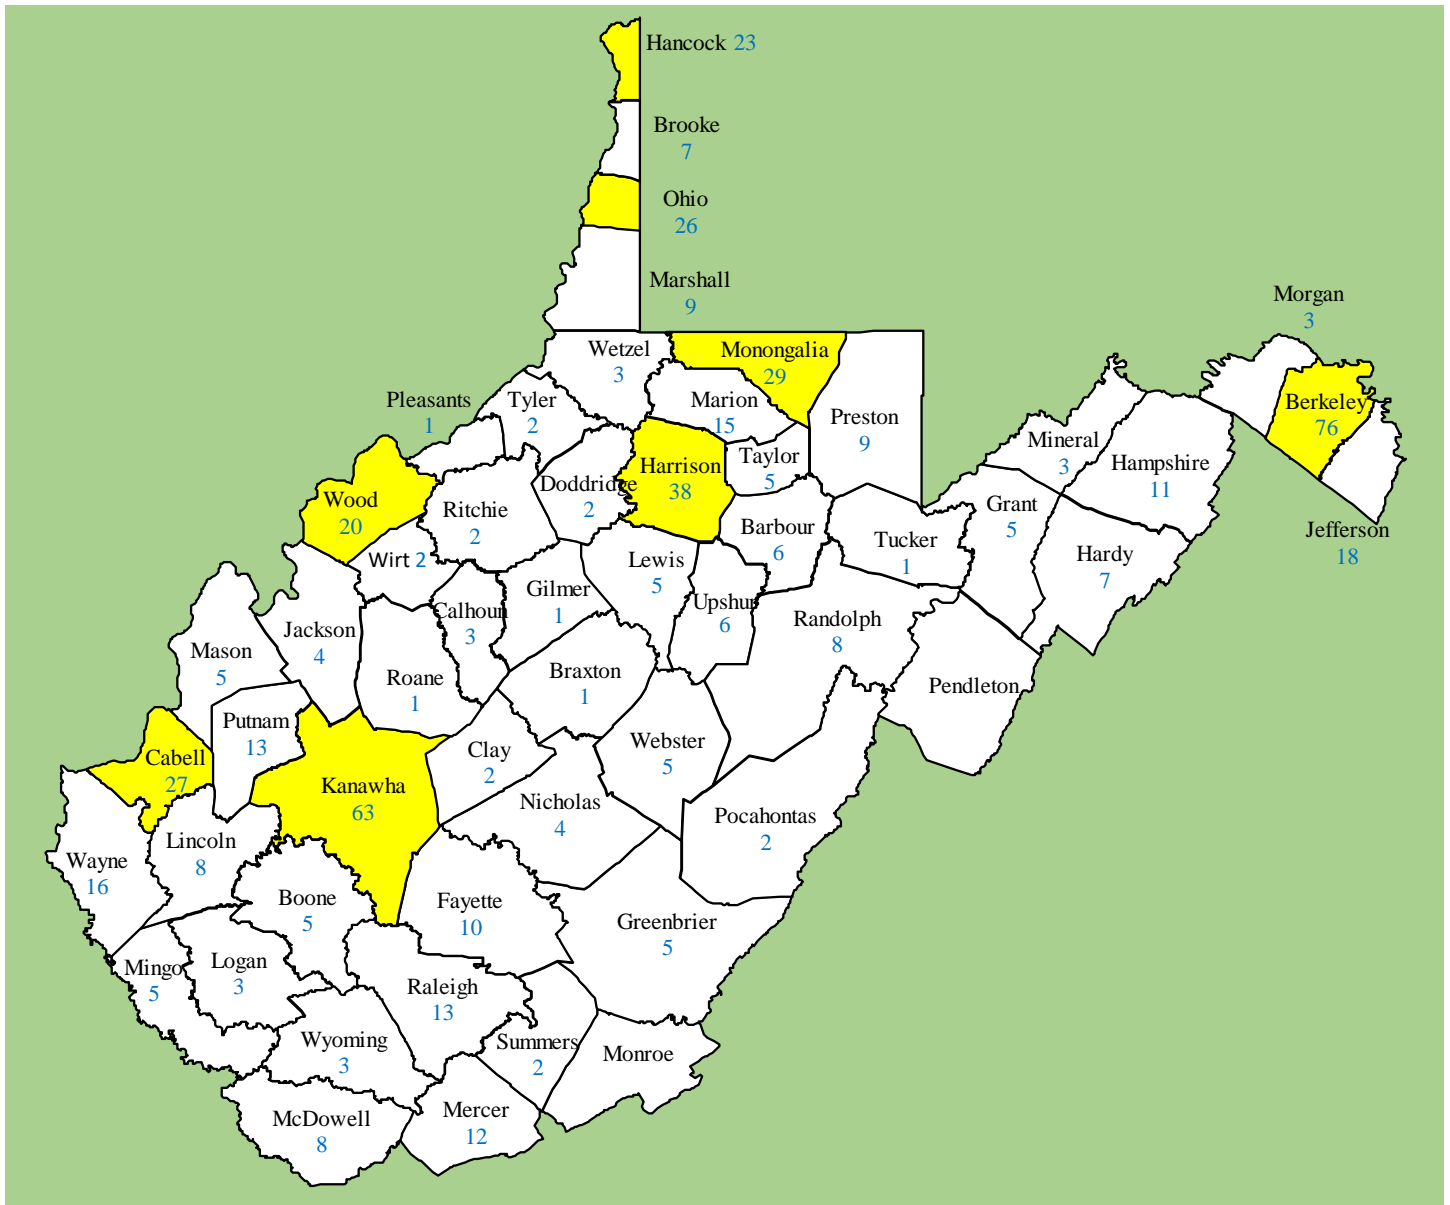 Hancock 23
Brooke
7
Ohio
26
Marshall
9
Morgan
3
Wetzel
3
Monongalia
29
Pleasants
1
Tyler
2
Marion
15
Preston
9
Berkeley
76
Mineral
3
Hampshire
11
Taylor
5
Harrison
38
Doddridge
2
Wood
20
Ritchie
2
Grant
5
Jefferson
18
Barbour
6
Tucker
1
Hardy
7
Wirt 2
Lewis
5
Gilmer
1
Calhoun
3
Upshur
6
Randolph
8
Jackson
4
Mason
5
Roane
1
Braxton
1
Pendleton
Putnam
13
Webster
5
Clay
2
Cabell
27
Kanawha
63
Nicholas
4
Pocahontas
2
Lincoln
8
Wayne
16
Boone
5
Fayette
10
Greenbrier
5
Mingo
5
Logan
3
Raleigh
13
Wyoming
3
Summers
2
Monroe
McDowell
8
Mercer
12